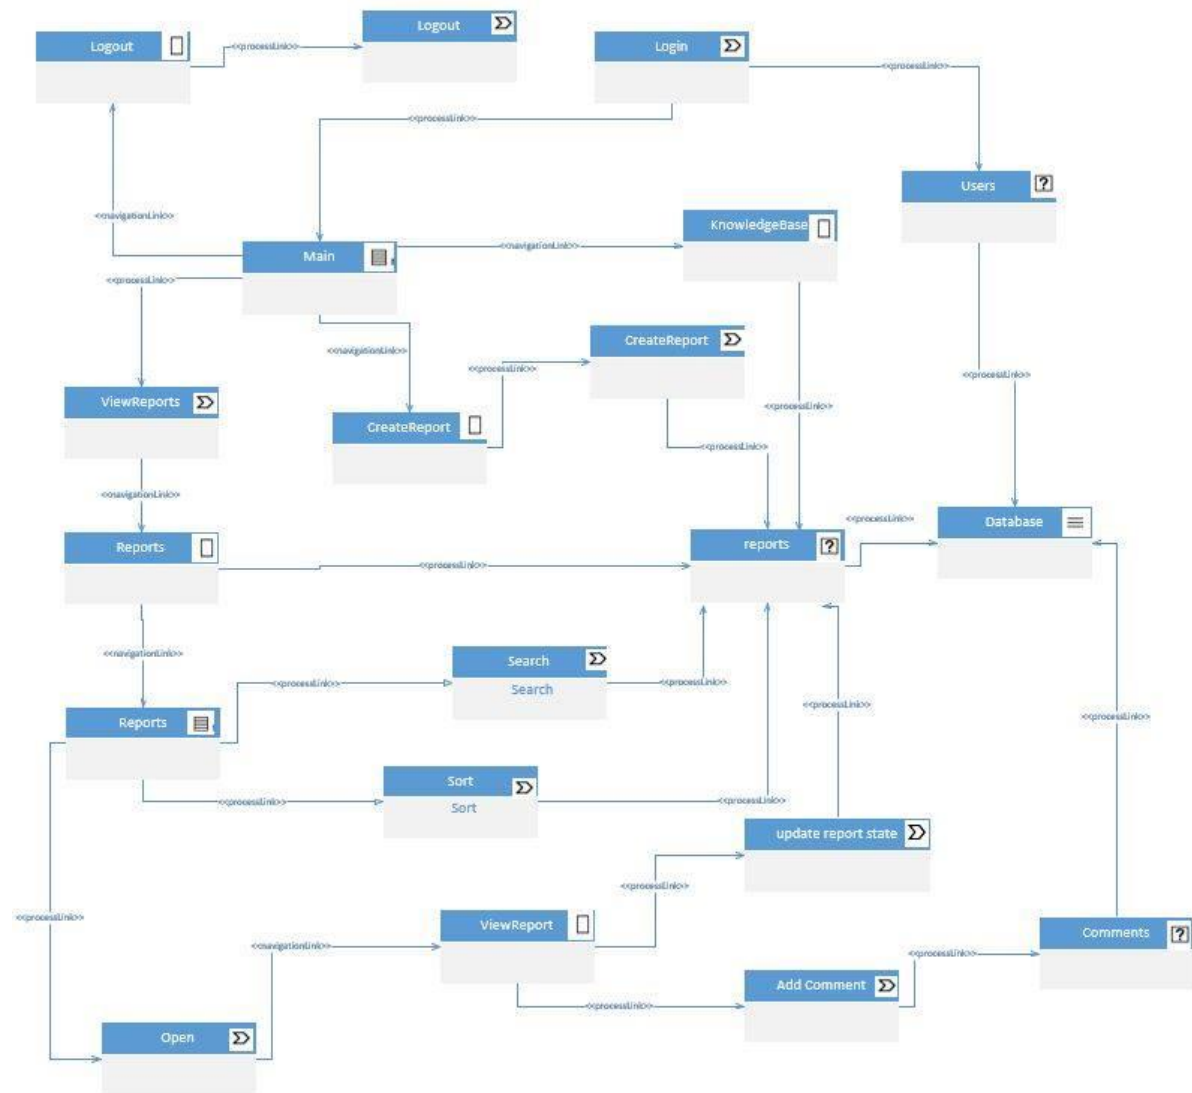 Logout
Logout
Login
<<processLink>>
<<processLink>>
<<processLink>>
Users
<<navigationLink>>
KnowledgeBase
<<navigationLink>>
Main
<<processLink>>
CreateReport
<<navigationLink>>
<<processLink>>
<<processLink>>
ViewReports
<<processLink>>
CreateReport
<<processLink>>
<<navigationLink>>
<<processLink>>
Database
Reports
reports
<<processLink>>
<<navigationLink>>
Search
<<processLink>>
<<processLink>>
Search
<<processLink>>
<<processLink>>
Reports
Sort
<<processLink>>
<<processLink>>
Sort
update report state
<<processLink>>
<<processLink>>
ViewReport
Comments
<<navigationLink>>
<<processLink>>
Add Comment
<<processLink>>
Open